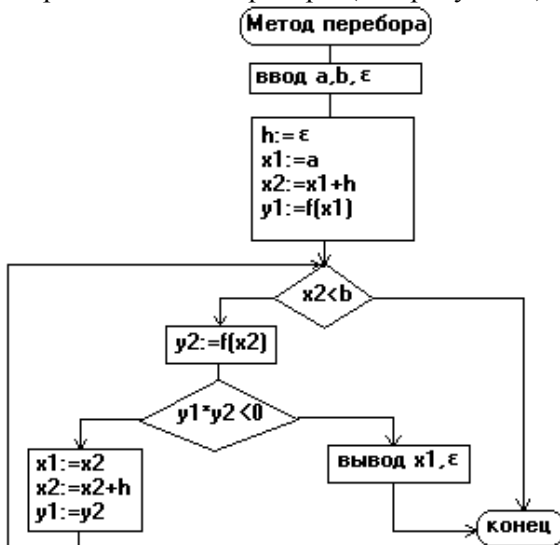 Метод перебора
ввод a,b, ε
h:= ε
x1:=a
x2:=x1+h
y1:=f(x1)
x2<b
y2:=f(x2)
y1*y2<0
x1:=x2
x2:=x2+h
y1:=y2
вывод x1,ε
конец